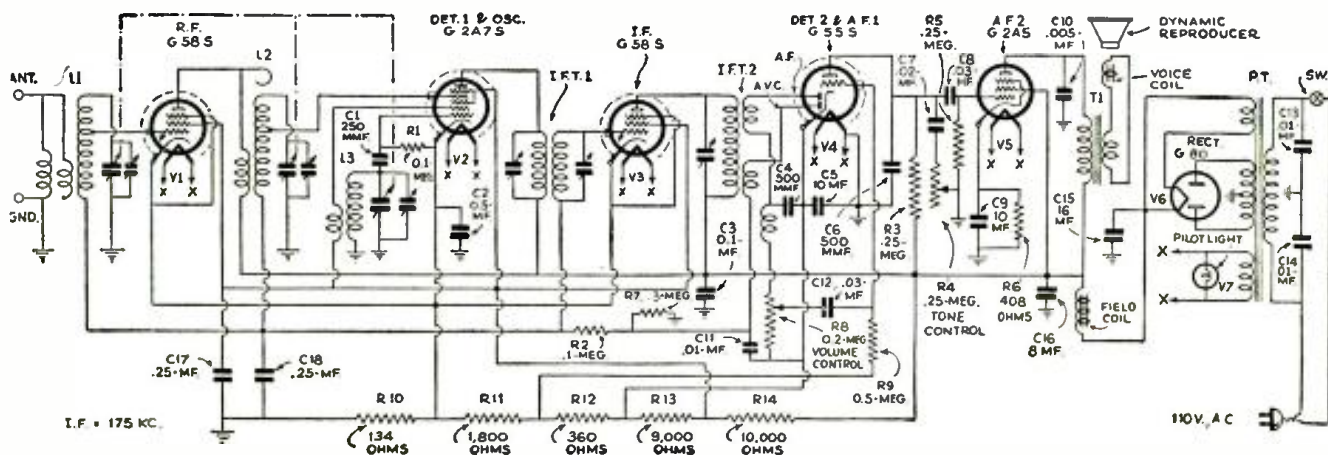 R.F.
G 58 S
DET. 1 & OSC.
G 2A7S
I.F.
G 58 S
DET 2 & A F.1
G 55 S
A.F. 2
G 2A5
R5
.25-
MEG.
C7
.02-
MF
C8
.03
MF
C10
.005-
MF
DYNAMIC
REPRODUCER
VOICE
COIL
P.T.
SW.
ANT.
L1
L2
I.F.T.1
I.F.T.2
A.F.
A.V.C.
T1
C1
250
MMF
R1
0.1
MEG
L3
V1
V2
V3
V4
V5
X X
X X
X X
X X
X X
C2
MF.
C3
0.1-
MF
C4
500
MMF
C5
10 MF
C6
500
MMF
R3
.25-
MEG
R4
.25-MEG.
TONE
CONTROL
C9
10
MF
R6
408
OHMS
C15
16
MF
C16
8 MF.
FIELD
COIL
RECT.
G 80
V6
PILOT LIGHT
X
V7
X
C13
.01-
MF
C14
.01-
MF
GND.
R7
-MEG
R2
.1-MEG
C12 .03-
MF
C11
.01-MF
R8
0.2-MEG
VOLUME
CONTROL
R9
0.5-MEG
C17
.25-MF
C18
.25-MF
I.F. = 175 KC.
R10
134
OHMS
R11
1,800
OHMS
R12
360
OHMS
R13
9,000
OHMS
R14
10,000
OHMS
110V. A C